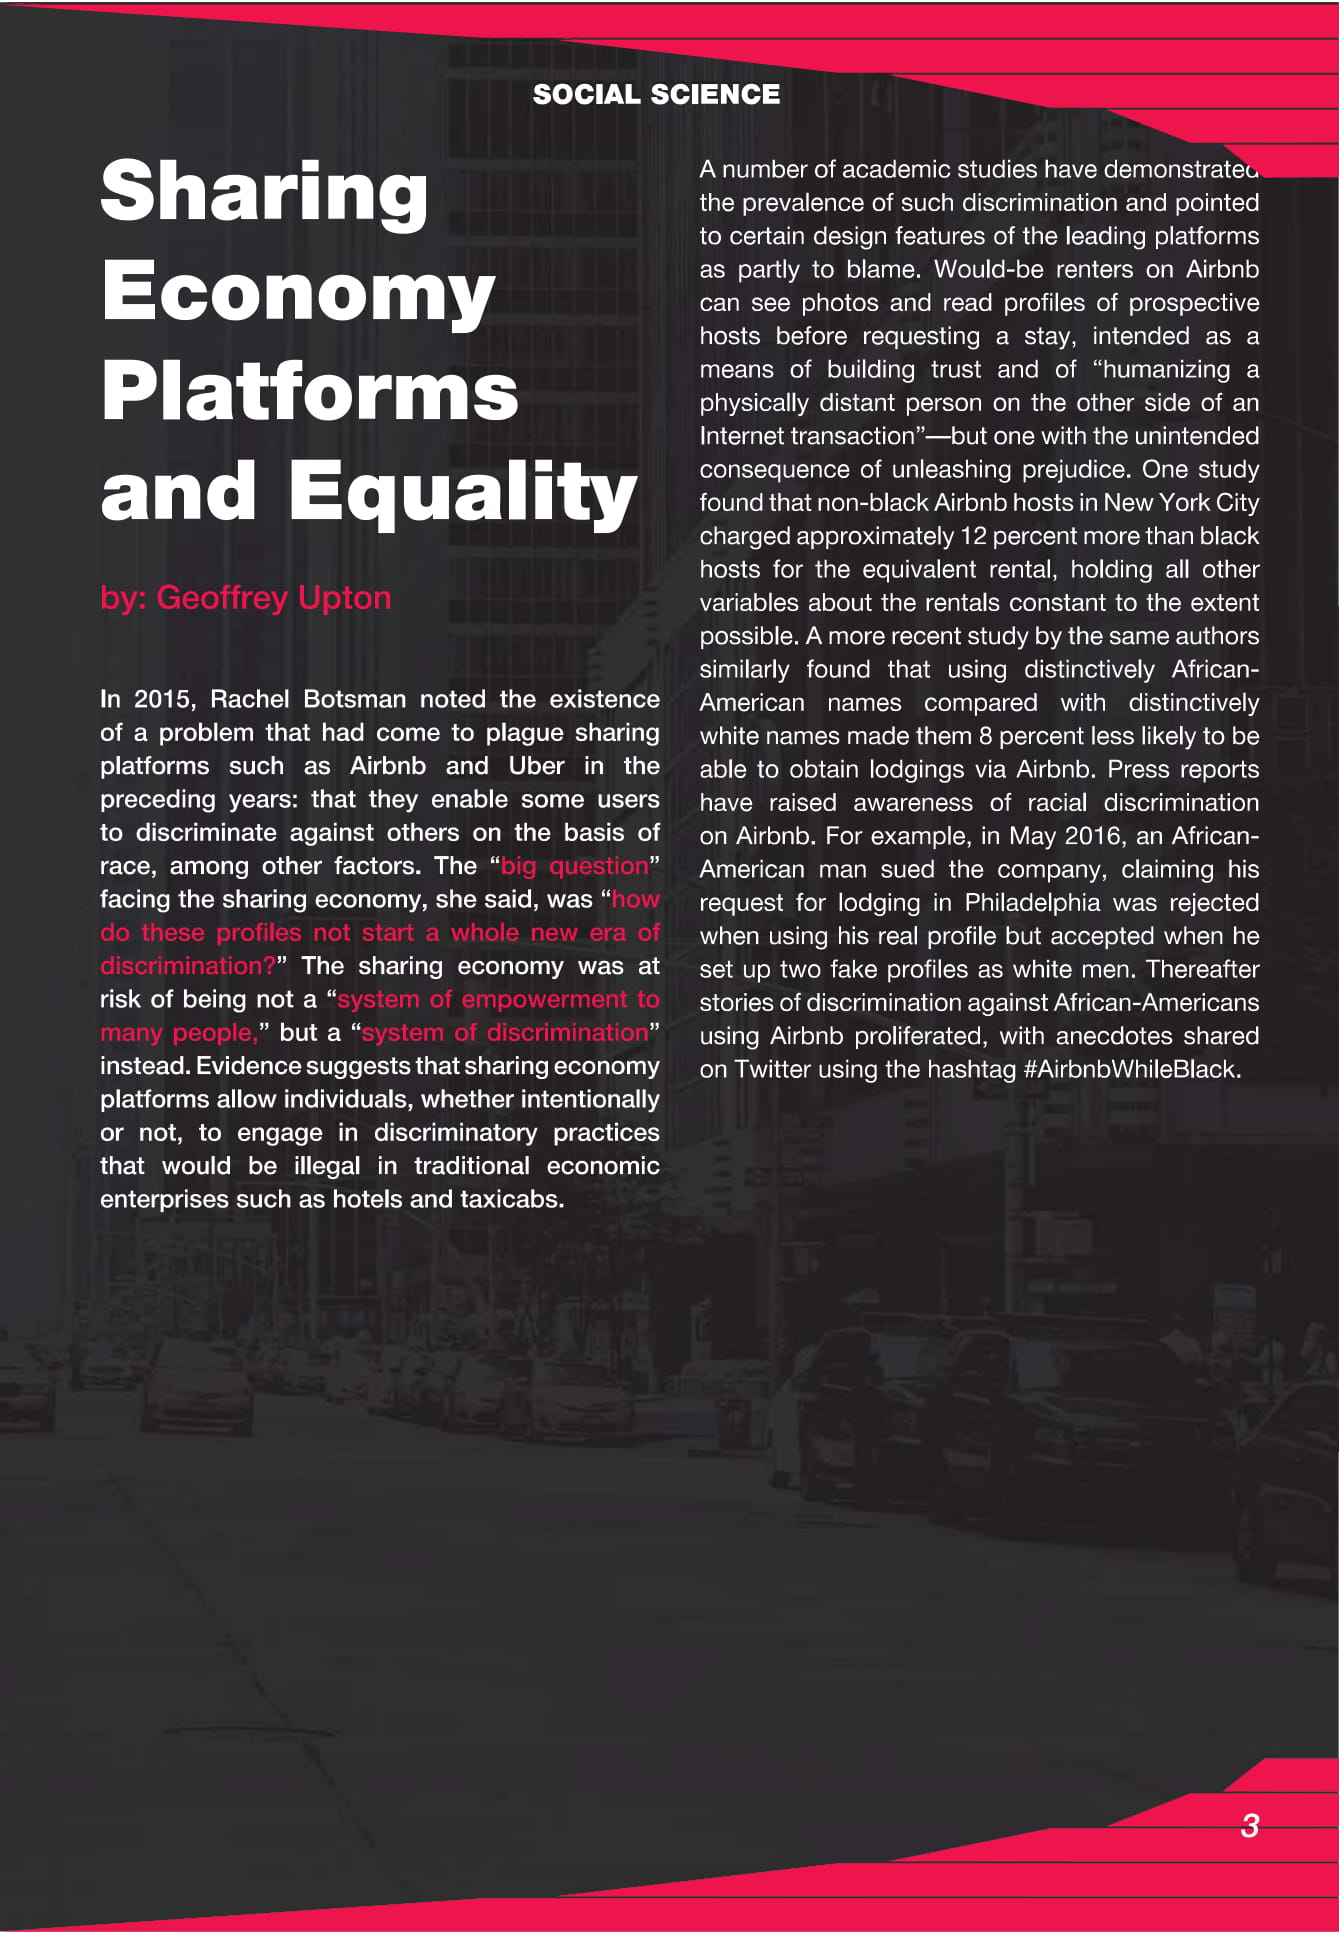 SOCIAL SCIENCE
Sharing
Economy
Platforms
and Equality
by: Geoffrey Upton
In 2015, Rachel Botsman noted the existence
of a problem that had come to plague sharing
platforms such as Airbnb and Uber in the
preceding years: that they enable some users
to discriminate against others on the basis of
race, among other factors. The “big question”
facing the sharing economy, she said, was “how
do these profiles not start a whole new era of
discrimination?” The sharing economy was at
risk of being not a “system of empowerment to
many people,” but a “system of discrimination”
instead. Evidence suggests that sharing economy
platforms allow individuals, whether intentionally
or not, to engage in discriminatory practices
that would be illegal in traditional economic
enterprises such as hotels and taxicabs.
A number of academic studies have demonstrated
the prevalence of such discrimination and pointed
to certain design features of the leading platforms
as partly to blame. Would-be renters on Airbnb
can see photos and read profiles of prospective
hosts before requesting a stay, intended as a
means of building trust and of “humanizing a
physically distant person on the other side of an
Internet transaction”—but one with the unintended
consequence of unleashing prejudice. One study
found that non-black Airbnb hosts in New York City
charged approximately 12 percent more than black
hosts for the equivalent rental, holding all other
variables about the rentals constant to the extent
possible. A more recent study by the same authors
similarly found that using distinctively African-
American names compared with distinctively
white names made them 8 percent less likely to be
able to obtain lodgings via Airbnb. Press reports
have raised awareness of racial discrimination
on Airbnb. For example, in May 2016, an African-
American man sued the company, claiming his
request for lodging in Philadelphia was rejected
when using his real profile but accepted when he
set up two fake profiles as white men. Thereafter
stories of discrimination against African-Americans
using Airbnb proliferated, with anecdotes shared
on Twitter using the hashtag #AirbnbWhileBlack.
3